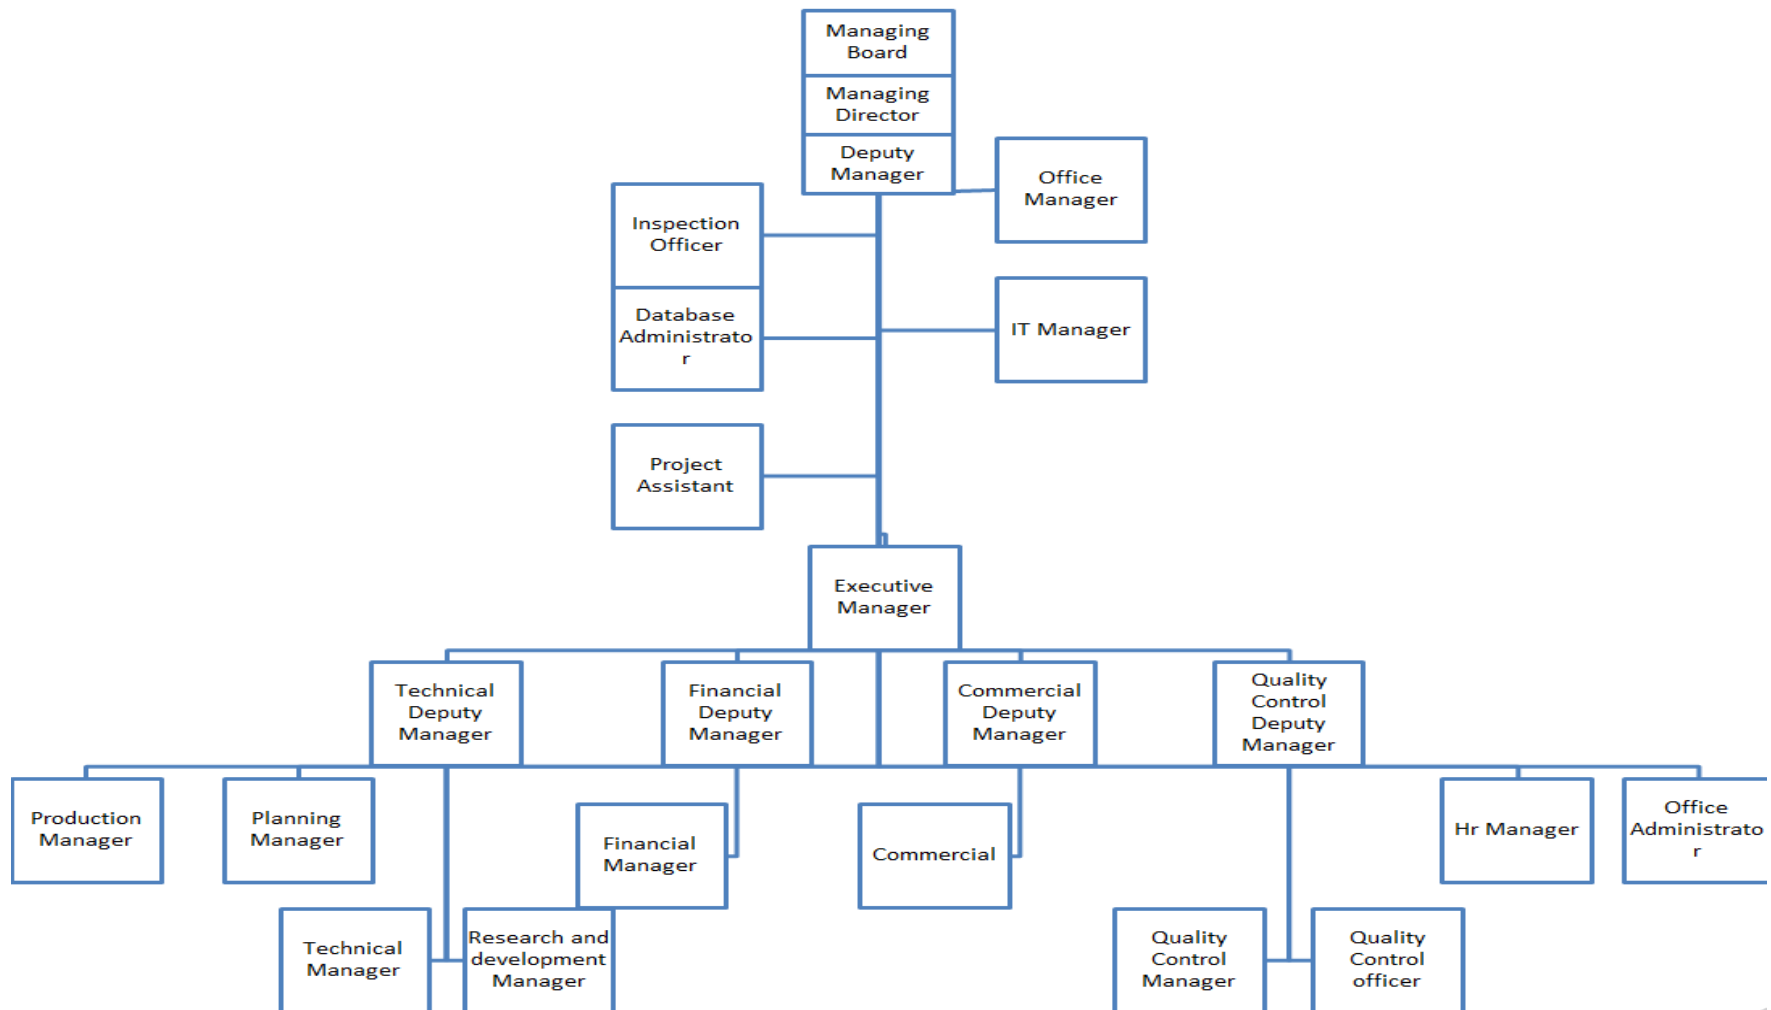 Managing
Board
Managing
Director
Deputy
Manager
Office
Manager
Inspection
Officer
Database
Administrato
r
IT Manager
Project
Assistant
Executive
Manager
Technical
Deputy
Manager
Financial
Deputy
Manager
Commercial
Deputy
Manager
Quality
Control
Deputy
Manager
Production
Manager
Planning
Manager
Financial
Manager
Commercial
Hr Manager
Office
Administrato
r
Technical
Manager
Research and
development
Manager
Quality
Control
Manager
Quality
Control
officer